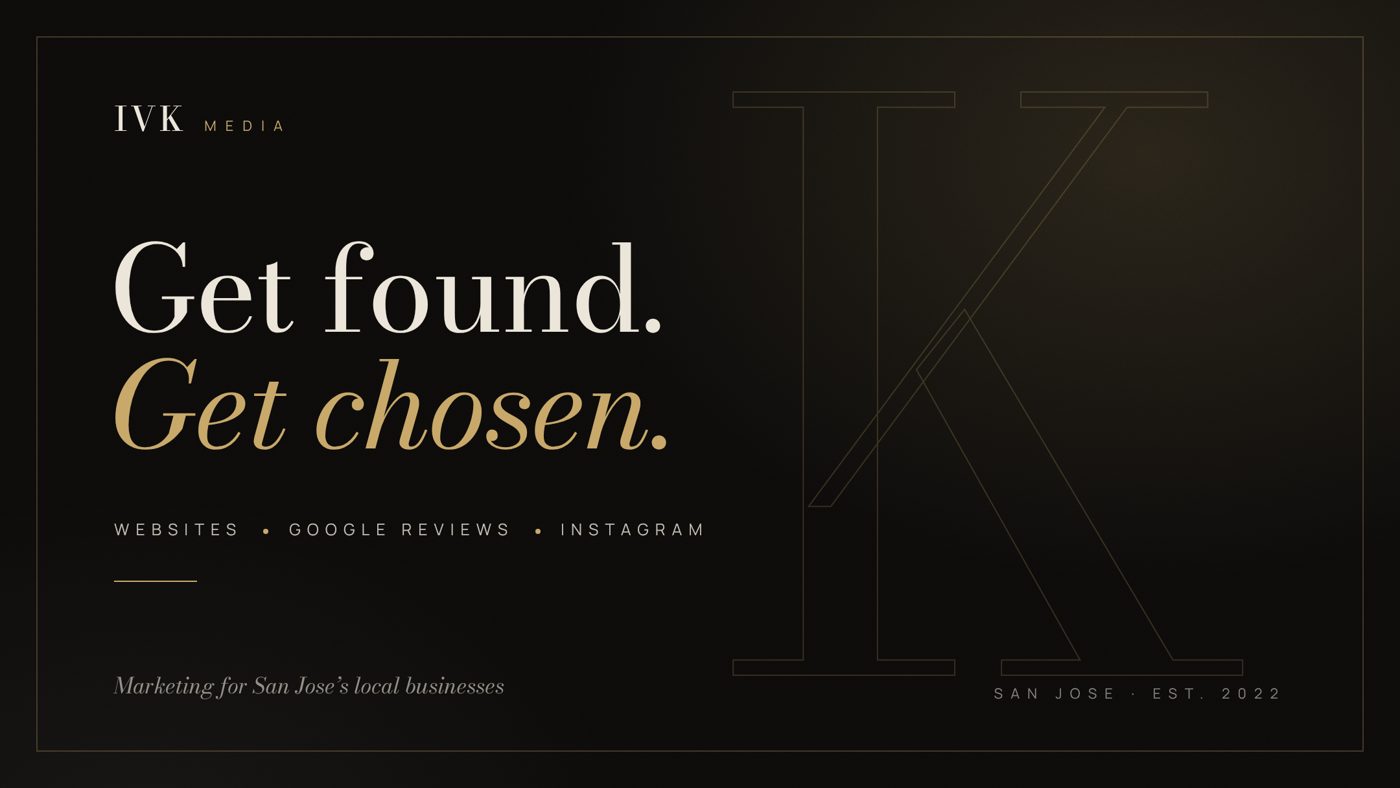 IVK MEDIA
Get found.
Get chosen.
WEBSITES • GOOGLE REVIEWS • INSTAGRAM
Marketing for San Jose’s local businesses
SAN JOSE · EST. 2022
K